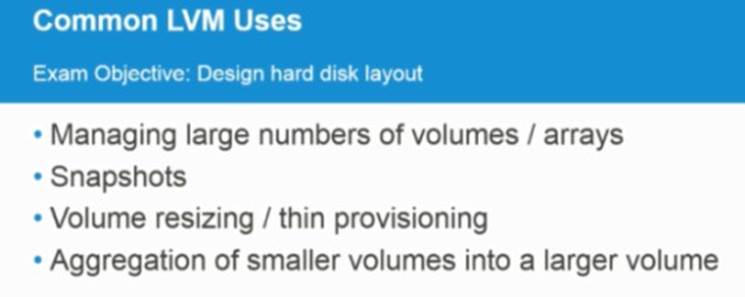 Common LVM Uses
Exam Objective: Design hard disk layout
• Managing large numbers of volumes / arrays
• Snapshots
• Volume resizing / thin provisioning
• Aggregation of smaller volumes into a larger volume